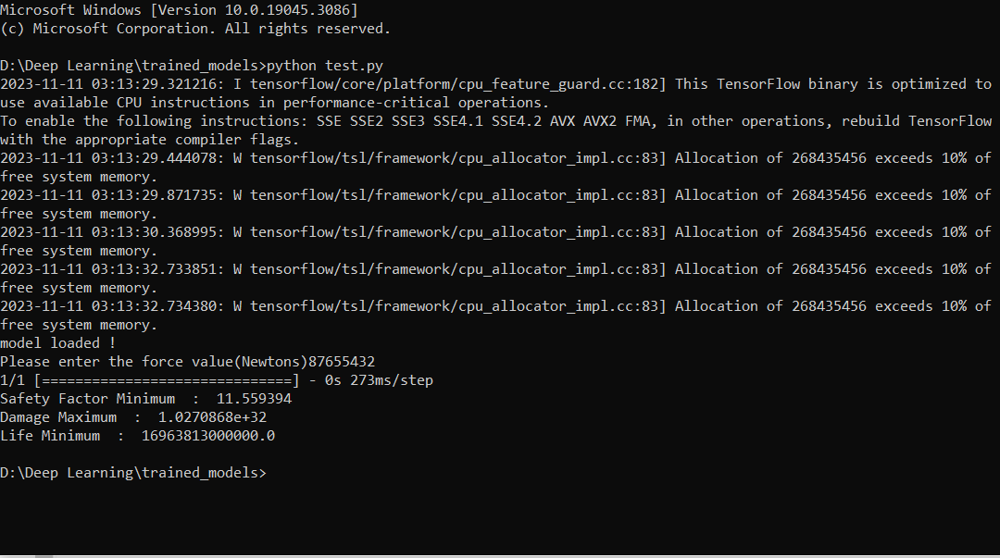 Microsoft Windows [Version 10.0.19045.3086]
(c) Microsoft Corporation. All rights reserved.
D:\Deep Learning\trained_models>python test.py
2023-11-11 03:13:29.321216: I tensorflow/core/platform/cpu_feature_guard.cc:182] This TensorFlow binary is optimized to
use available CPU instructions in performance-critical operations.
To enable the following instructions: SSE SSE2 SSE3 SSE4.1 SSE4.2 AVX AVX2 FMA, in other operations, rebuild TensorFlow
with the appropriate compiler flags.
2023-11-11 03:13:29.444078: W tensorflow/tsl/framework/cpu_allocator_impl.cc:83] Allocation of 268435456 exceeds 10% of
free system memory.
2023-11-11 03:13:29.871735: W tensorflow/tsl/framework/cpu_allocator_impl.cc:83] Allocation of 268435456 exceeds 10% of
free system memory.
2023-11-11 03:13:30.368995: W tensorflow/tsl/framework/cpu_allocator_impl.cc:83] Allocation of 268435456 exceeds 10% of
free system memory.
2023-11-11 03:13:32.733851: W tensorflow/tsl/framework/cpu_allocator_impl.cc:83] Allocation of 268435456 exceeds 10% of
free system memory.
2023-11-11 03:13:32.734380: W tensorflow/tsl/framework/cpu_allocator_impl.cc:83] Allocation of 268435456 exceeds 10% of
free system memory.
model loaded !
Please enter the force value(Newtons)87655432
1/1 [==============================] - 0s 273ms/step
Safety Factor Minimum  :  11.559394
Damage Maximum  :  1.0270868e+32
Life Minimum  :  16963813000000.0
D:\Deep Learning\trained_models>